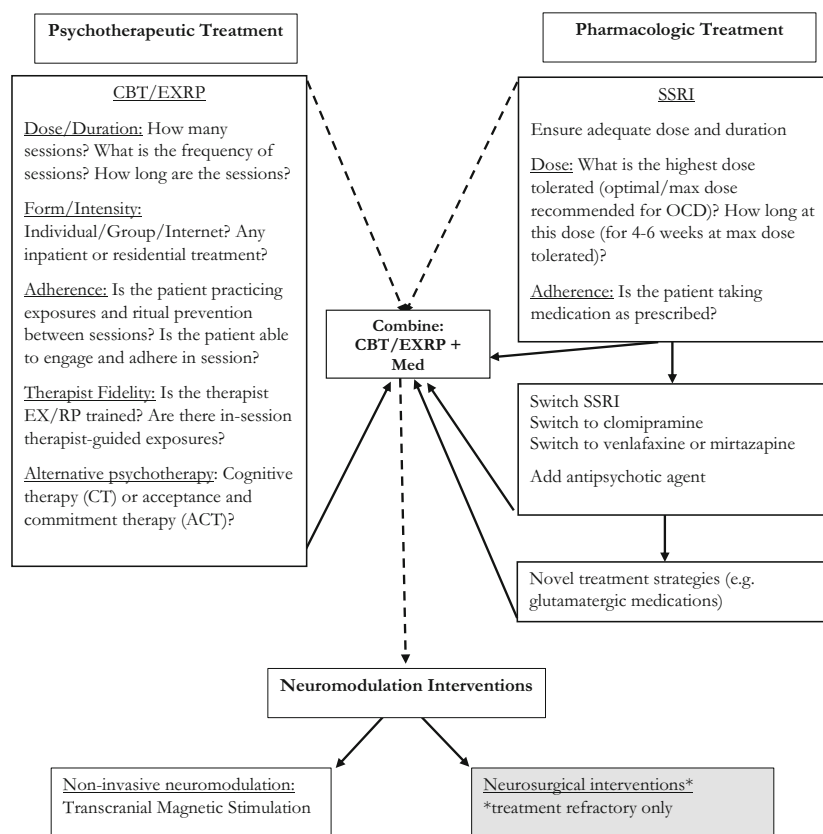 Psychotherapeutic Treatment
Pharmacologic Treatment
CBT/EXRP
Dose/Duration: How many
sessions? What is the frequency of
sessions? How long are the sessions?
Form/Intensity:
Individual/Group/Internet? Any
inpatient or residential treatment?
Adherence: Is the patient practicing
exposures and ritual prevention
between sessions? Is the patient able
to engage and adhere in session?
Therapist Fidelity: Is the therapist
EX/RP trained? Are there in-session
therapist-guided exposures?
Alternative psychotherapy: Cognitive
therapy (CT) or acceptance and
commitment therapy (ACT)?
SSRI
Ensure adequate dose and duration
Dose: What is the highest dose
tolerated (optimal/max dose
recommended for OCD)? How long at
this dose (for 4-6 weeks at max dose
tolerated)?
Adherence: Is the patient taking
medication as prescribed?
Combine:
CBT/EXRP +
Med
Switch SSRI
Switch to clomipramine
Switch to venlafaxine or mirtazapine
Add antipsychotic agent
Novel treatment strategies (e.g.
glutamatergic medications)
Neuromodulation Interventions
Non-invasive neuromodulation:
Transcranial Magnetic Stimulation
Neurosurgical interventions*
*treatment refractory only